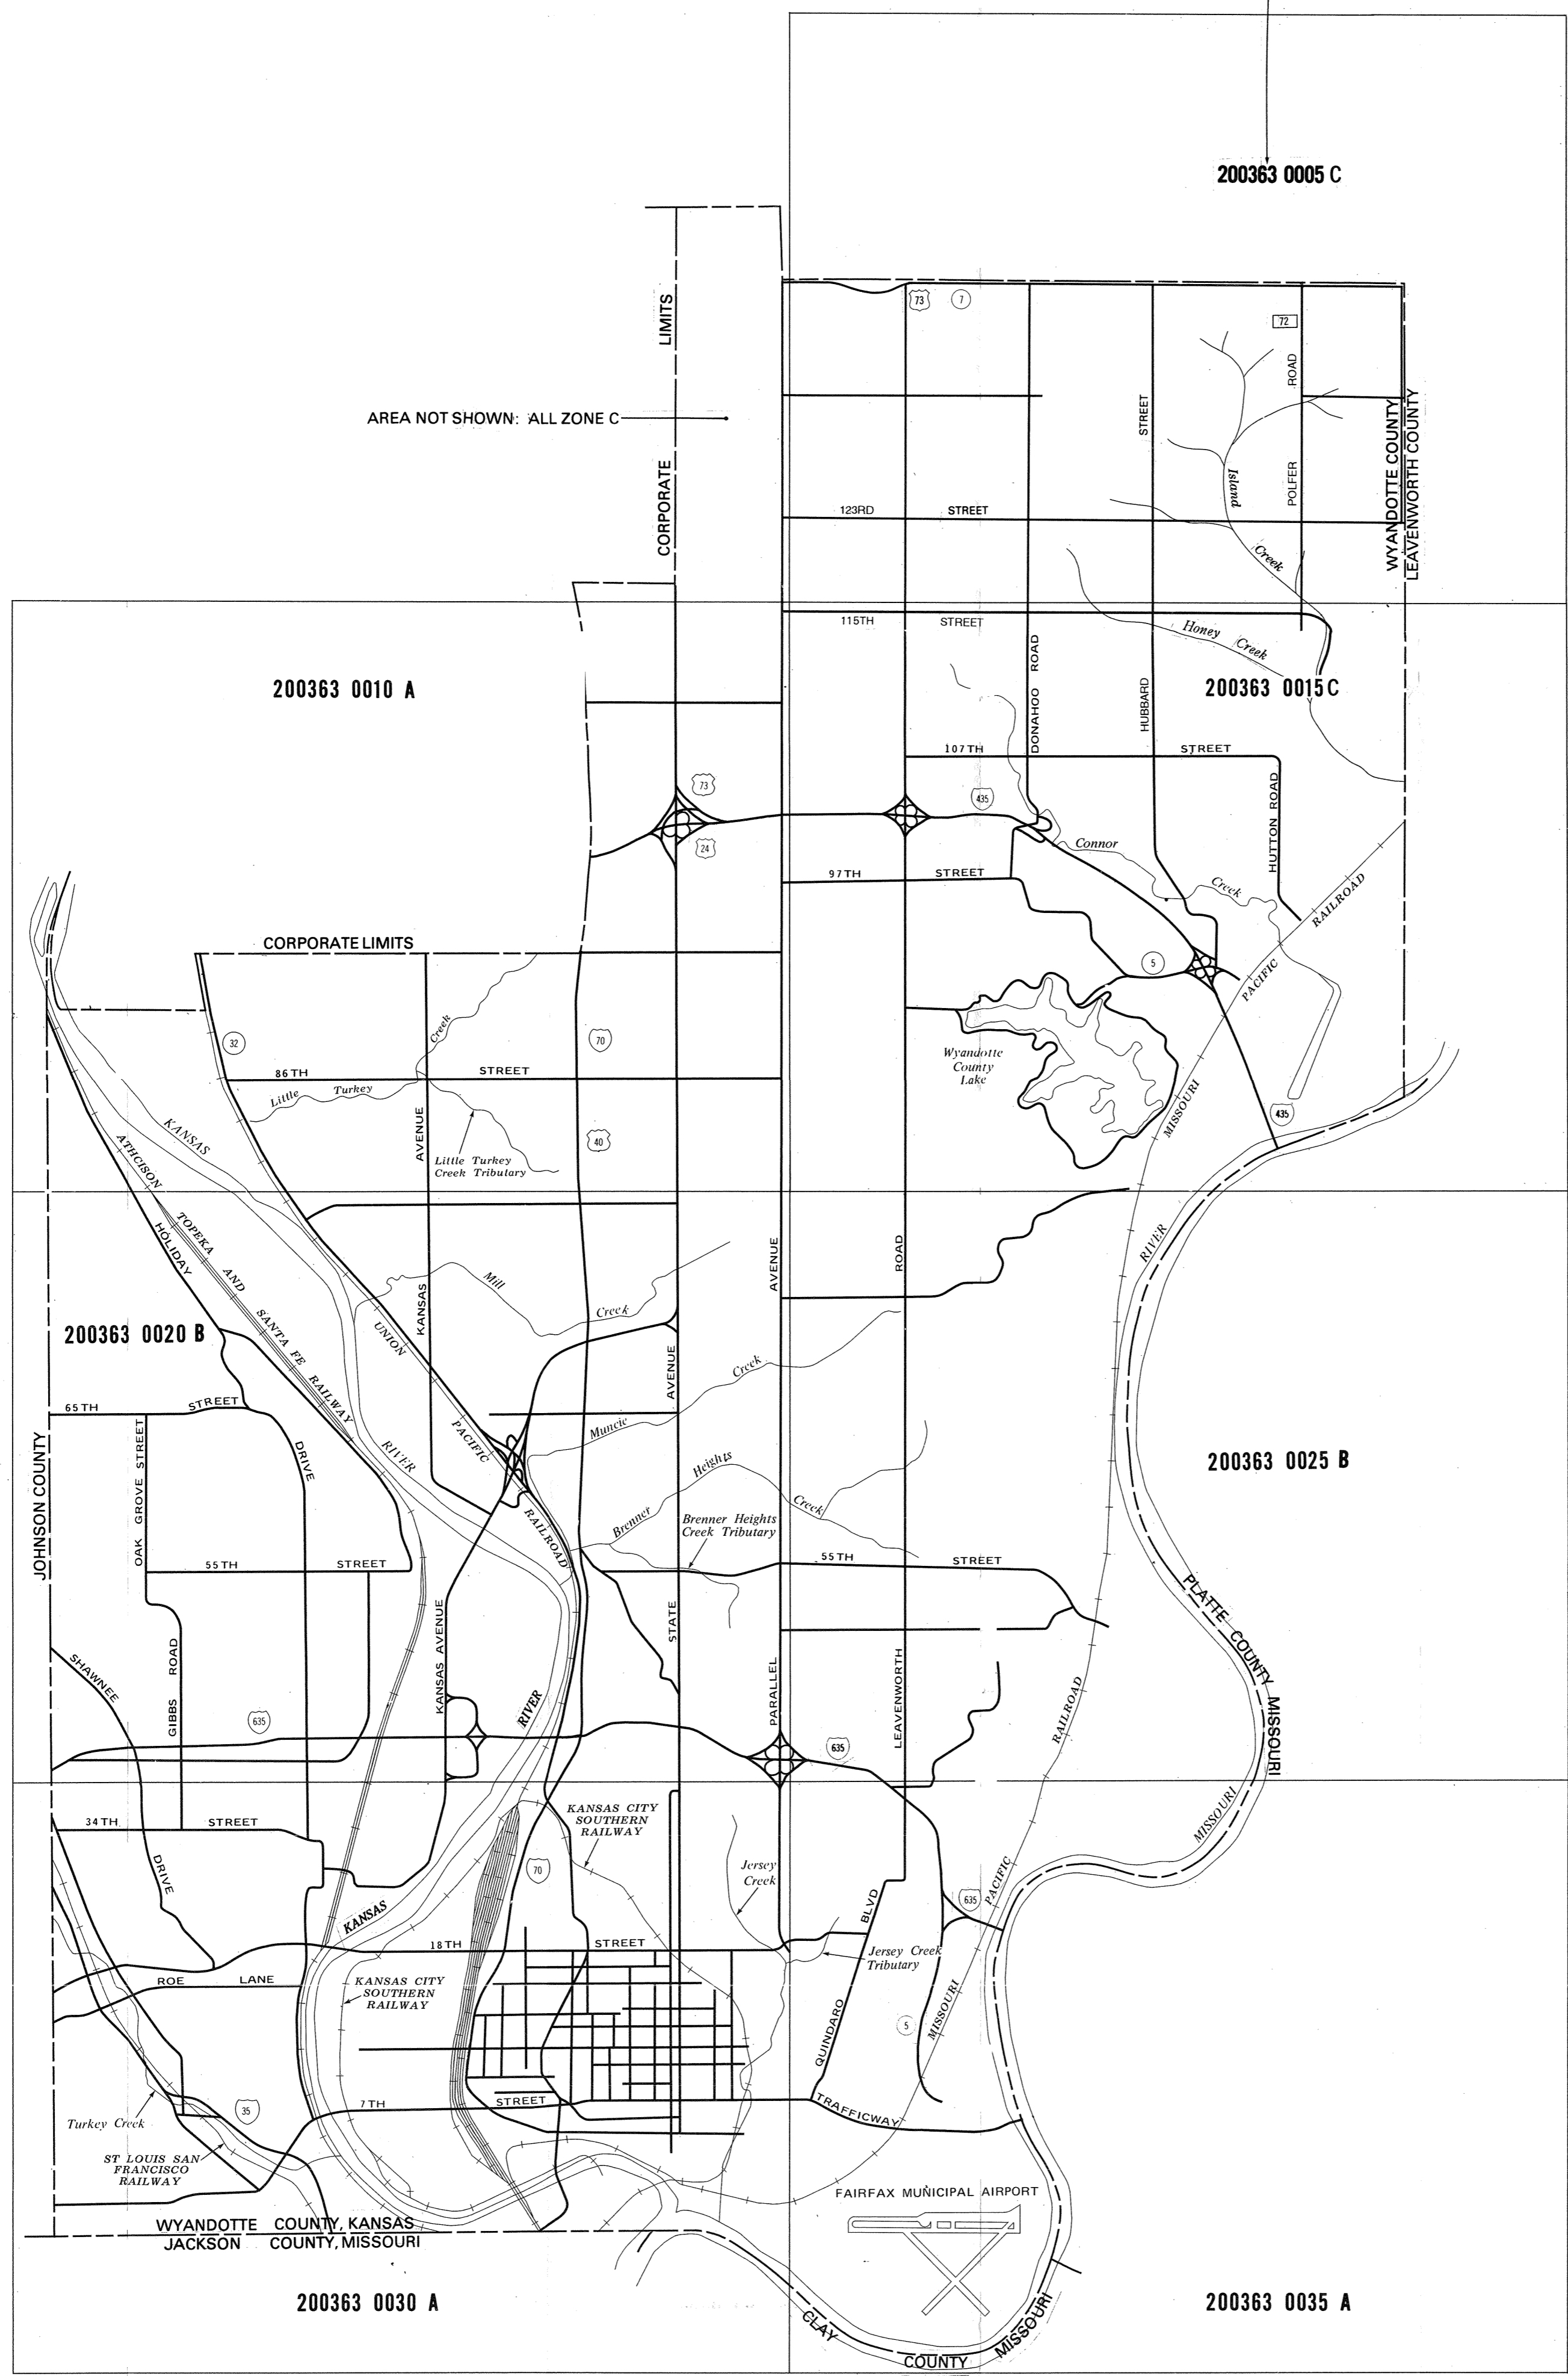 200363 0005 C
LIMITS
CORPORATE
AREA NOT SHOWN: ALL ZONE C
73
7
72
STREET
ROAD
POLFER
Island
Creek
WYANDOTTE COUNTY
LEAVENWORTH COUNTY
123RD STREET
115TH STREET
Honey Creek
200363 0010 A
200363 0015 C
DONAHOO ROAD
HUBBARD
107TH STREET
HUTTON ROAD
73
24
435
Connor Creek
97TH STREET
RAILROAD
PACIFIC
MISSOURI
CORPORATE LIMITS
5
32
Creek
70
86TH STREET
Little Turkey
Wyandotte
County
Lake
435
KANSAS
ATHCISON
TOPEKA AND
SANTA FE RAILWAY
AVENUE
KANSAS
40
Little Turkey
Creek Tributary
HOLIDAY
DRIVE
Mill Creek
AVENUE
ROAD
RIVER
200363 0020 B
UNION
PACIFIC
RAILROAD
RIVER
AVENUE
Muncie Creek
65TH STREET
OAK GROVE STREET
JOHNSON COUNTY
200363 0025 B
Brenner Heights Creek
Brenner Heights
Creek Tributary
55TH STREET
55TH STREET
PLATTE COUNTY MISSOURI
SHAWNEE
DRIVE
GIBBS ROAD
KANSAS AVENUE
RIVER
STATE
PARALLEL
LEAVENWORTH
635
635
RAILROAD
MISSOURI
34TH STREET
KANSAS CITY
SOUTHERN
RAILWAY
70
Jersey
Creek
PACIFIC
635
KANSAS
BLVD
18TH STREET
Jersey Creek
Tributary
ROE LANE
KANSAS CITY
SOUTHERN
RAILWAY
QUINDARO
5
MISSOURI
7TH STREET
TRAFFICWAY
Turkey Creek
35
ST LOUIS SAN
FRANCISCO
RAILWAY
FAIRFAX MUNICIPAL AIRPORT
WYANDOTTE COUNTY, KANSAS
JACKSON COUNTY, MISSOURI
200363 0030 A
200363 0035 A
CLAY COUNTY MISSOURI